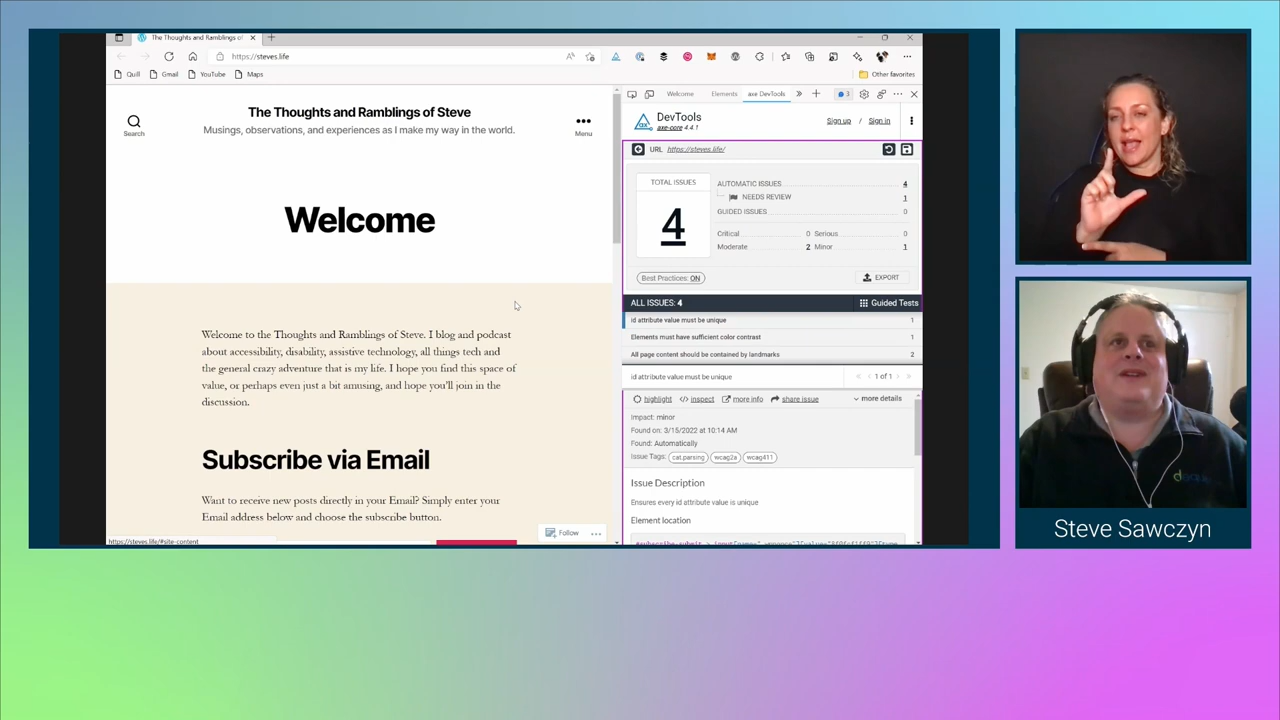 The Thoughts and Ramblings of
https://steves.life
Quill
Gmail
YouTube
Maps
Other favorites
The Thoughts and Ramblings of Steve
Musings, observations, and experiences as I make my way in the world.
Search
Menu
Welcome
Welcome to the Thoughts and Ramblings of Steve. I blog and podcast
about accessibility, disability, assistive technology, all things tech and
the general crazy adventure that is my life. I hope you find this space of
value, or perhaps even just a bit amusing, and hope you'll join in the
discussion.
Subscribe via Email
Want to receive new posts directly in your Email? Simply enter your
Email address below and choose the subscribe button.
Follow
https://steves.life/#site-content
Welcome
Elements
axe DevTools
3
DevTools
axe-core 4.4.1
Sign up / Sign in
URL https://steves.life/
TOTAL ISSUES
4
AUTOMATIC ISSUES 4
NEEDS REVIEW 1
GUIDED ISSUES 0
Critical 0 Serious 0
Moderate 2 Minor 1
Best Practices: ON
EXPORT
ALL ISSUES: 4
Guided Tests
id attribute value must be unique 1
Elements must have sufficient color contrast 1
All page content should be contained by landmarks 2
id attribute value must be unique
1 of 1
highlight
inspect
more info
share issue
more details
Impact: minor
Found on: 3/15/2022 at 10:14 AM
Found: Automatically
Issue Tags: cat.parsing wcag2a wcag411
Issue Description
Ensures every id attribute value is unique
Element location
Steve Sawczyn